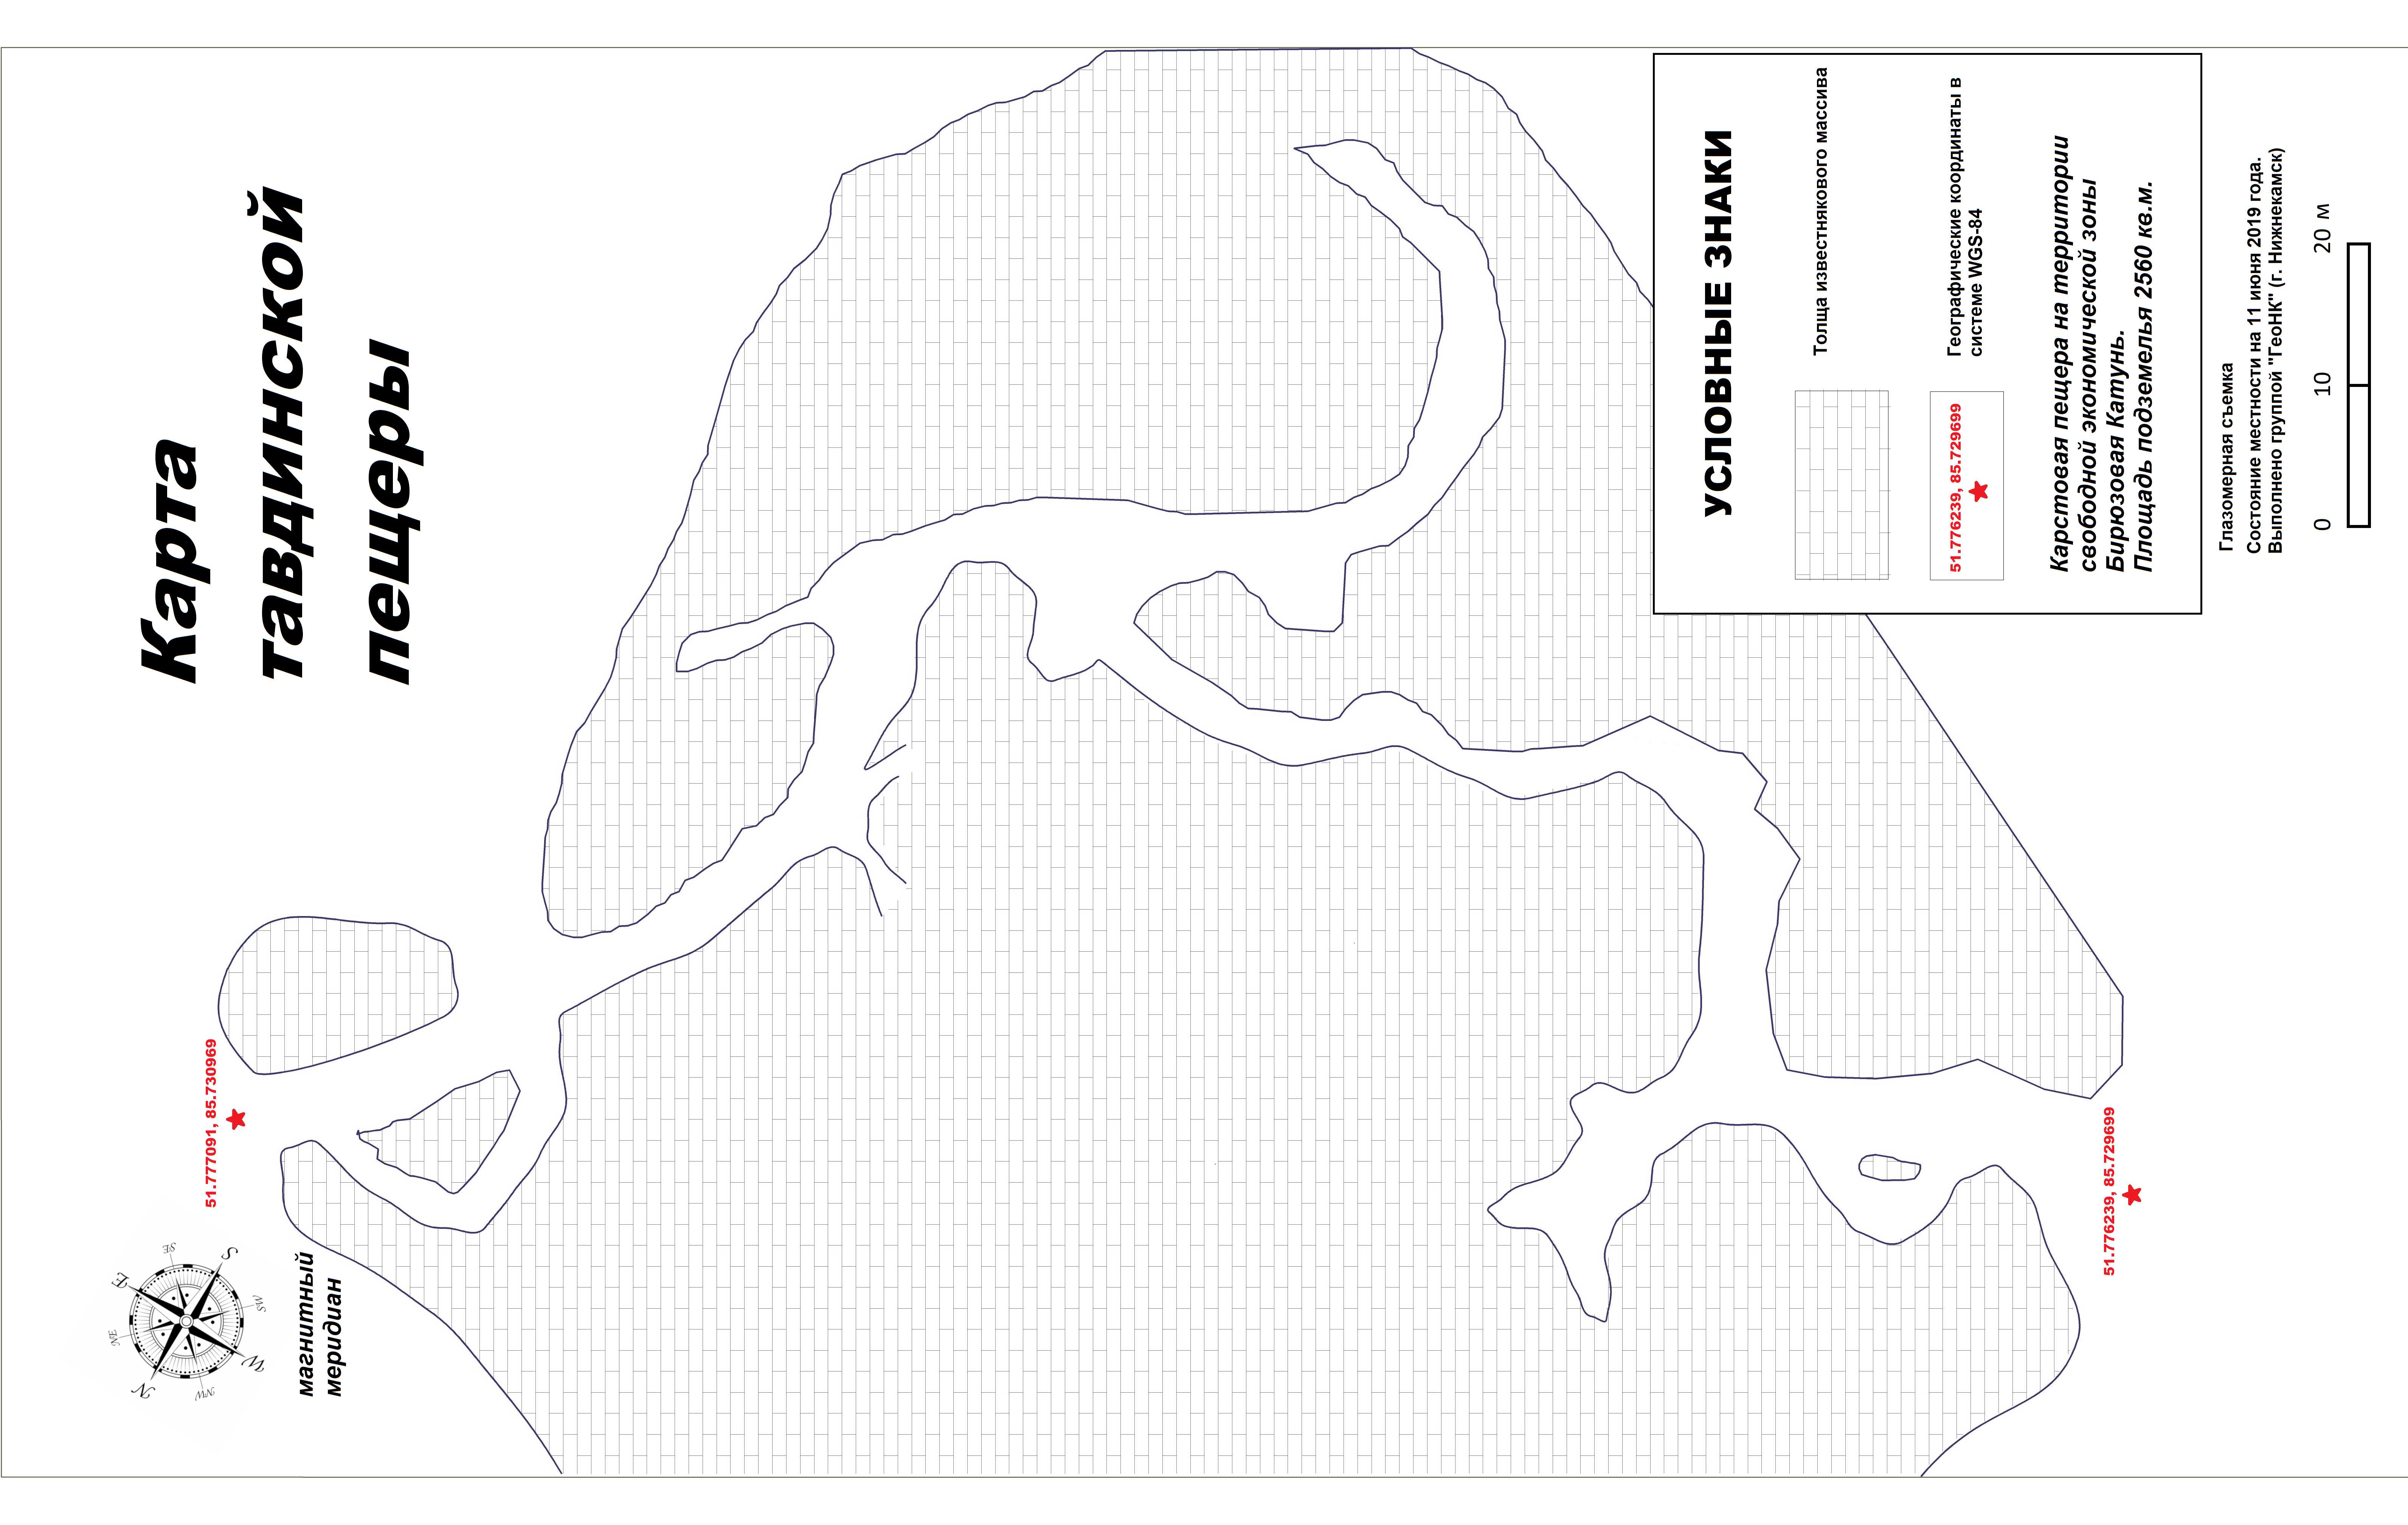 Карта
тавдинской
пещеры
51.777091, 85.730969
N
NE
E
SE
S
SW
W
NW
магнитный
меридиан
УСЛОВНЫЕ ЗНАКИ
Толща известнякового массива
51.776239, 85.729699
Географические координаты в
системе WGS-84
Карстовая пещера на территории
свободной экономической зоны
Бирюзовая Катунь.
Площадь подземелья 2560 кв.м.
51.776239, 85.729699
Глазомерная съемка
Состояние местности на 11 июня 2019 года.
Выполнено группой "ГеоНК" (г. Нижнекамск)
0 10 20 м